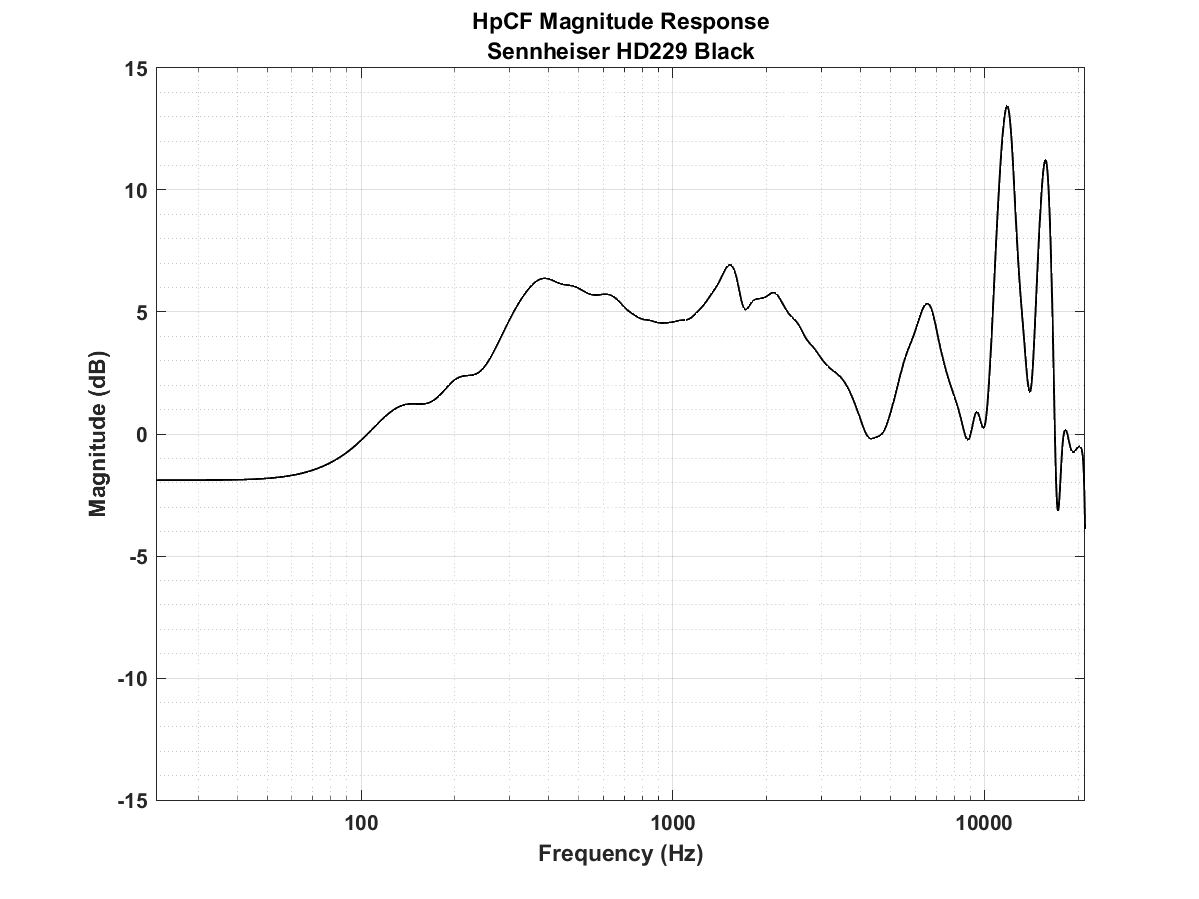 HpCF Magnitude Response
Sennheiser HD229 Black
15
10
5
0
-5
-10
-15
Magnitude (dB)
100
1000
10000
Frequency (Hz)